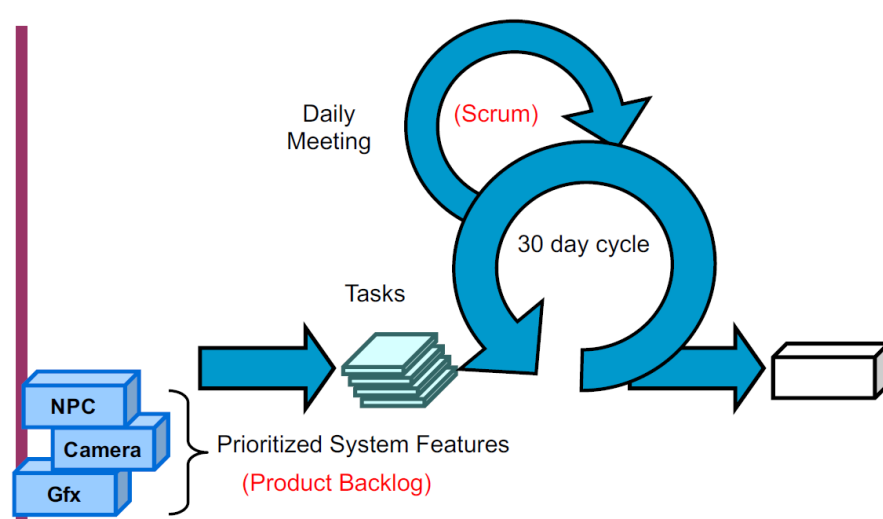 Daily
Meeting
(Scrum)
30 day cycle
Tasks
NPC
Camera
Gfx
Prioritized System Features
(Product Backlog)